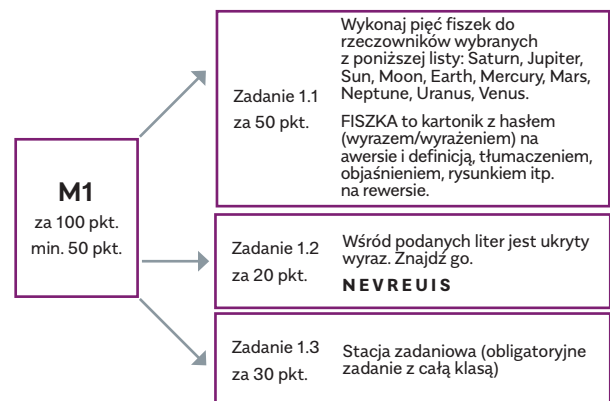 M1
za 100 pkt.
min. 50 pkt.
Zadanie 1.1
za 50 pkt.
Wykonaj pięć fiszek do
rzeczowników wybranych
z poniższej listy: Saturn, Jupiter,
Sun, Moon, Earth, Mercury, Mars,
Neptune, Uranus, Venus.
FISZKA to kartonik z hasłem
(wyrazem/wyrażeniem) na
awersie i definicją, tłumaczeniem,
objaśnieniem, rysunkiem itp.
na rewersie.
Zadanie 1.2
za 20 pkt.
Wśród podanych liter jest ukryty
wyraz. Znajdź go.
NEVREUIS
Zadanie 1.3
za 30 pkt.
Stacja zadaniowa (obligatoryjne
zadanie z całą klasą)